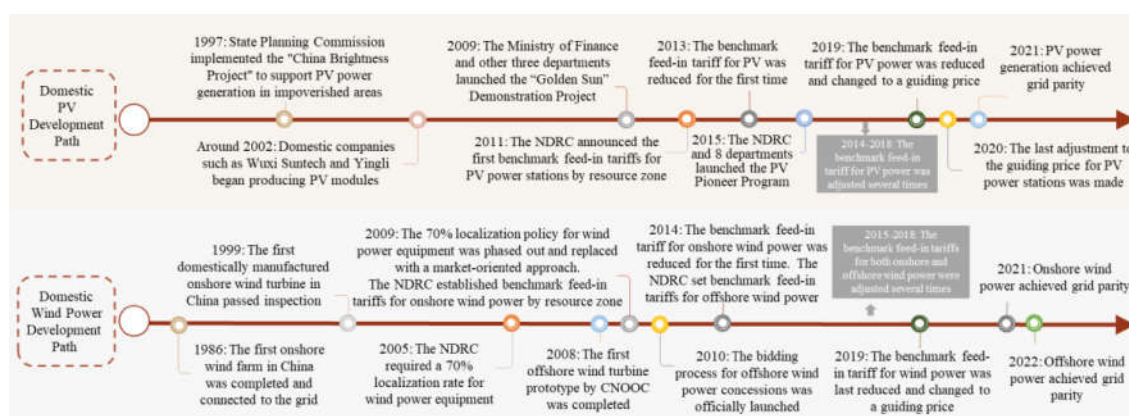 Domestic
PV
Development
Path
1997: State Planning Commission
implemented the "China Brightness
Project" to support PV power
generation in impoverished areas
Around 2002: Domestic companies
such as Wuxi Suntech and Yingli
began producing PV modules
2009: The Ministry of Finance
and other three departments
launched the “Golden Sun”
Demonstration Project
2011: The NDRC announced the
first benchmark feed-in tariffs for
PV power stations by resource zone
2013: The benchmark
feed-in tariff for PV was
reduced for the first time
2015: The NDRC
and 8 departments
launched the PV
Pioneer Program
2014-2018: The
benchmark feed-in
tariff for PV power was
adjusted several times
2019: The benchmark feed-in
tariff for PV power was reduced
and changed to a guiding price
2020: The last adjustment to
the guiding price for PV
power stations was made
2021: PV power
generation achieved
grid parity
Domestic
Wind Power
Development
Path
1986: The first onshore
wind farm in China
was completed and
connected to the grid
1999: The first
domestically manufactured
onshore wind turbine in
China passed inspection
2005: The NDRC
required a 70%
localization rate for
wind power equipment
2009: The 70% localization policy for wind
power equipment was phased out and replaced
with a market-oriented approach.
The NDRC established benchmark feed-in
tariffs for onshore wind power by resource zone
2008: The first
offshore wind turbine
prototype by CNOOC
was completed
2010: The bidding
process for offshore wind
power concessions was
officially launched
2014: The benchmark feed-in
tariff for onshore wind power was
reduced for the first time. The
NDRC set benchmark feed-in
tariffs for offshore wind power
2015-2018: The
benchmark feed-in tariffs
for both onshore and
offshore wind power were
adjusted several times
2019: The benchmark feed-
in tariff for wind power was
last reduced and changed to
a guiding price
2021: Onshore wind
power achieved grid parity
2022: Offshore wind
power achieved grid
parity